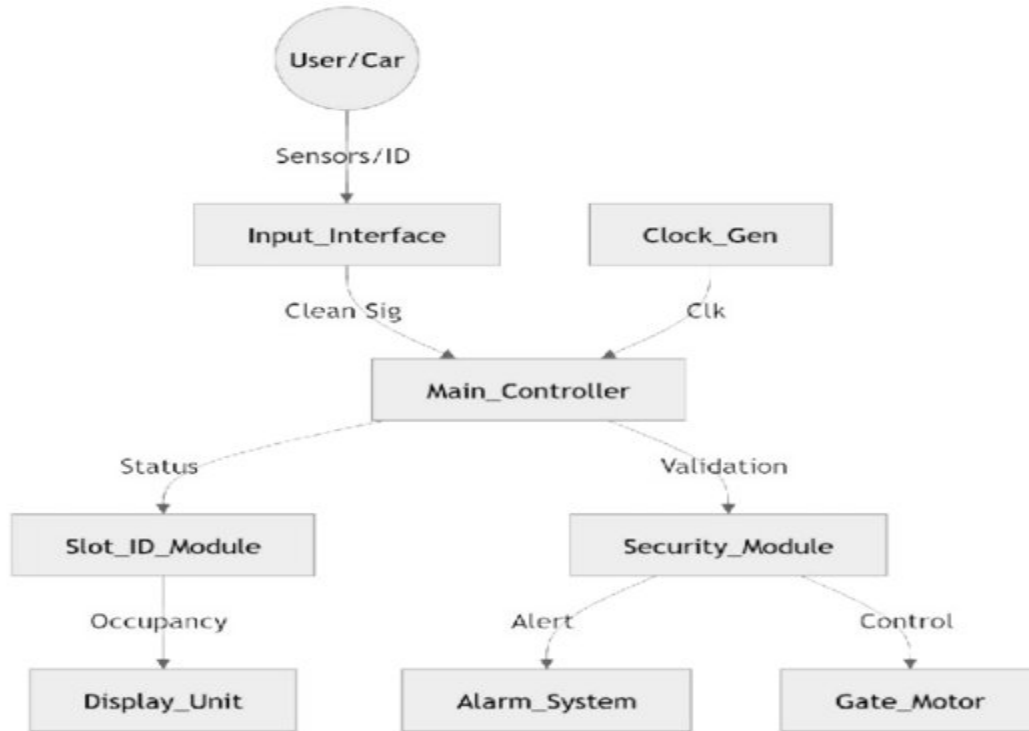 User/Car
Sensors/ID
Input_Interface
Clock_Gen
Clean Sig
Clk
Main_Controller
Status
Validation
Slot_ID_Module
Security_Module
Occupancy
Alert
Control
Display_Unit
Alarm_System
Gate_Motor